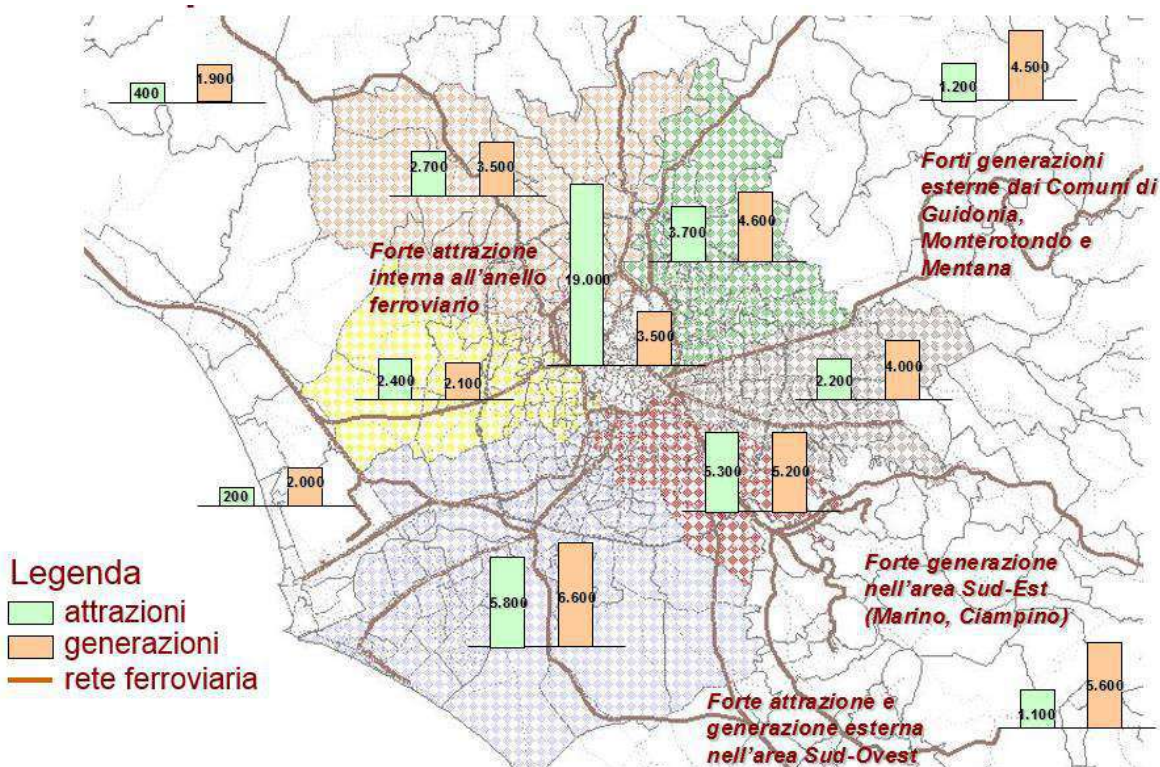 400
1.900
1.200
4.500
Forti generazioni
esterne dai Comuni di
Guidonia,
Monterotondo e
Mentana
2.700
3.500
3.700
4.600
Forte attrazione
interna all'anello
ferroviario
19.000
3.500
2.400
2.100
2.200
4.000
5.300
5.200
200
2.000
Forte generazione
nell'area Sud-Est
(Marino, Ciampino)
5.800
6.600
Legenda
attrazioni
generazioni
rete ferroviaria
1.100
5.600
Forte attrazione e
generazione esterna
nell'area Sud-Ovest